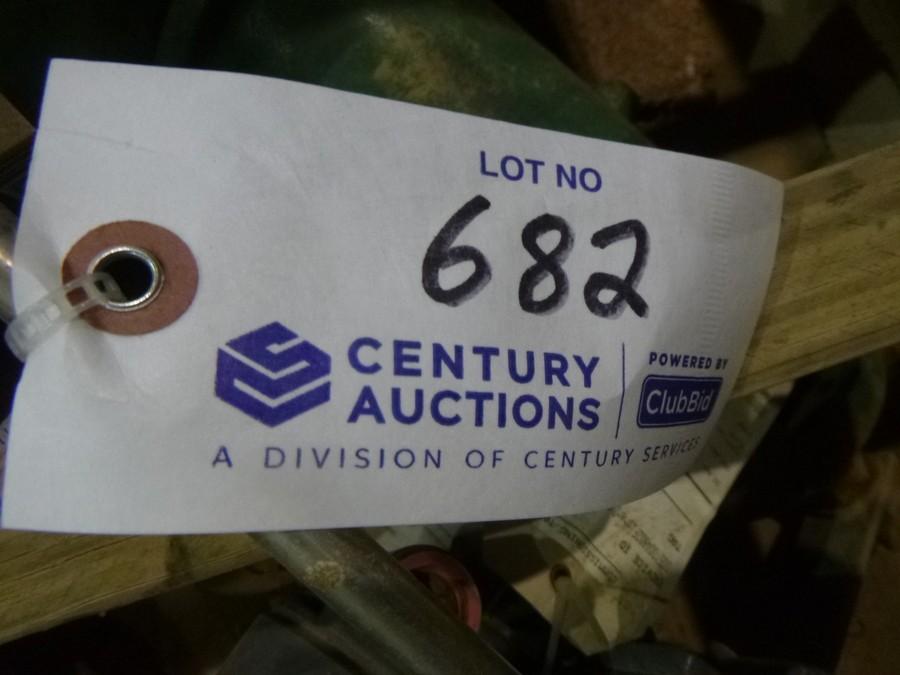 LOT NO
682
CENTURY
AUCTIONS
POWERED BY
ClubBid
A DIVISION OF CENTURY SERVICES